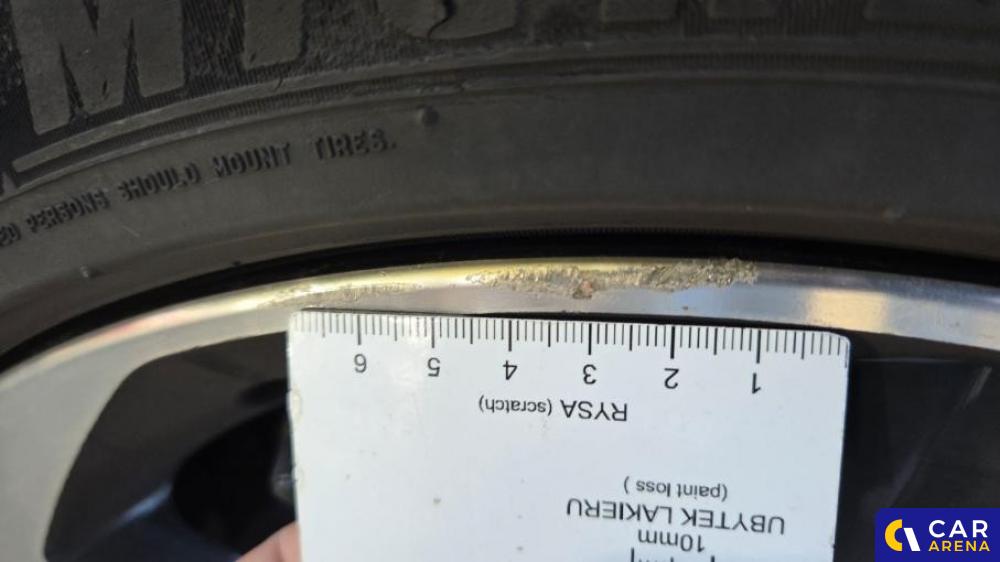 PERSONS SHOULD MOUNT TIRES.
6 5 4 3 2 1
RYSA (scratch)
(paint loss)
UBYTEK LAKIERU
10mm
CAR
ARENA